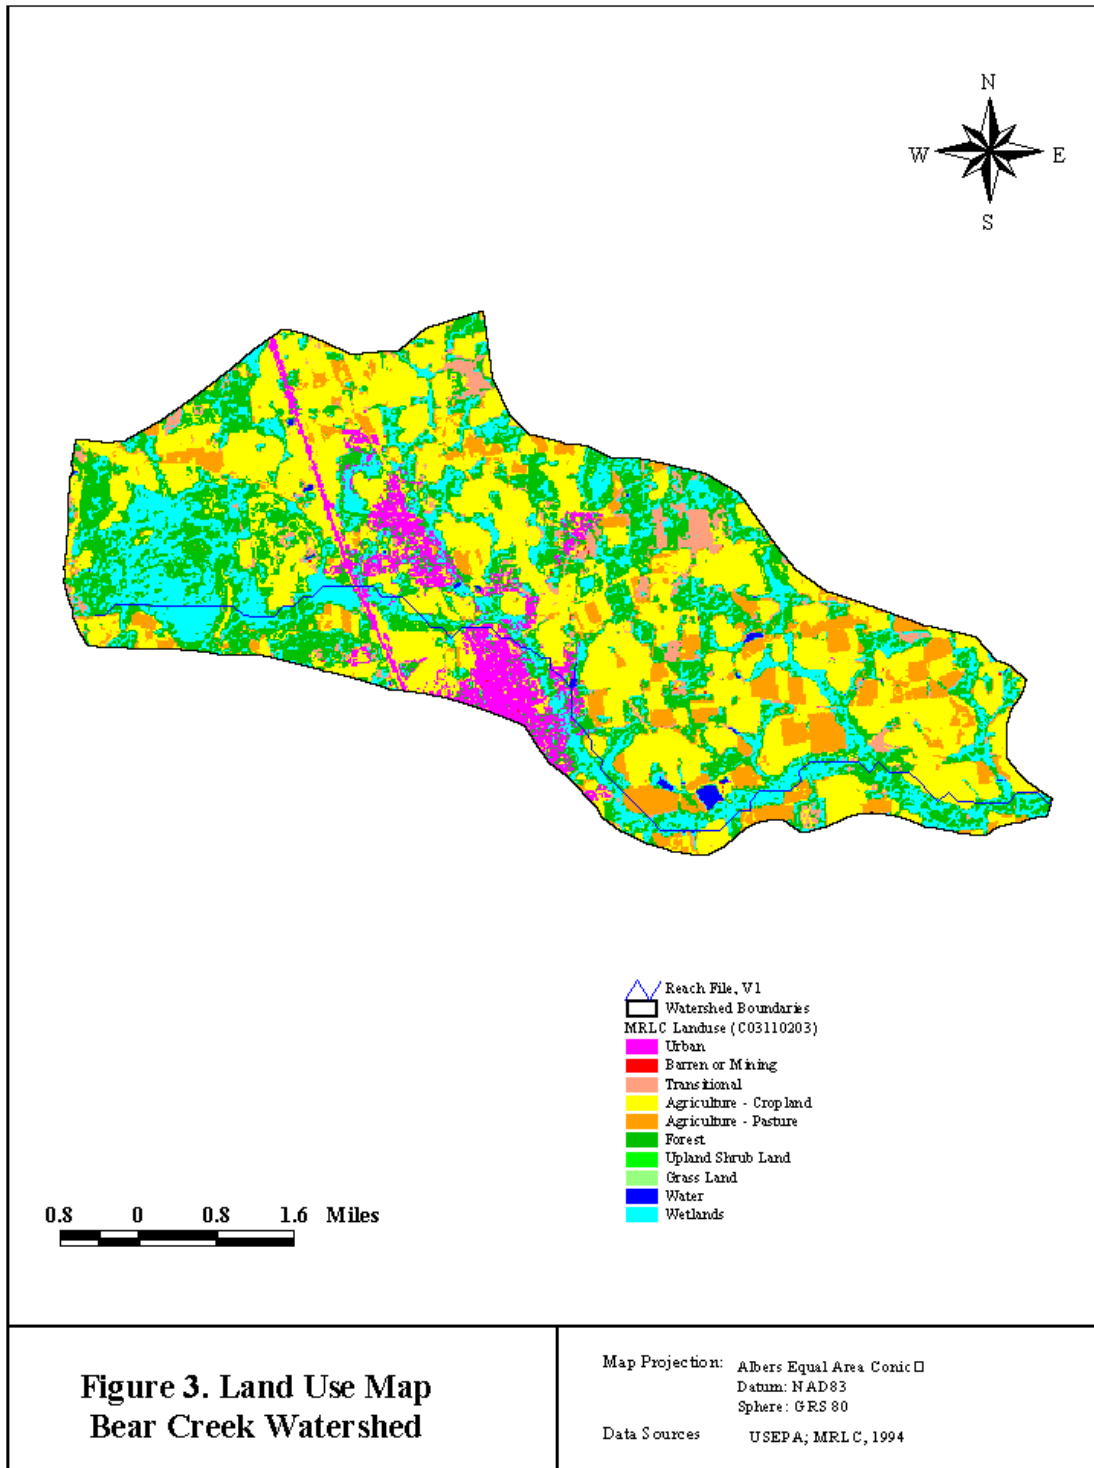 N
W E
S
Reach File, V1
Watershed Boundaries
MRLC Landuse (C03110203)
Urban
Barren or Mining
Transitional
Agriculture - Cropland
Agriculture - Pasture
Forest
Upland Shrub Land
Grass Land
Water
Wetlands
0.8 0 0.8 1.6 Miles
Figure 3. Land Use Map
Bear Creek Watershed
Map Projection: Albers Equal Area Conic□
Datum: NAD83
Sphere: GRS 80
Data Sources USEPA; MRLC, 1994